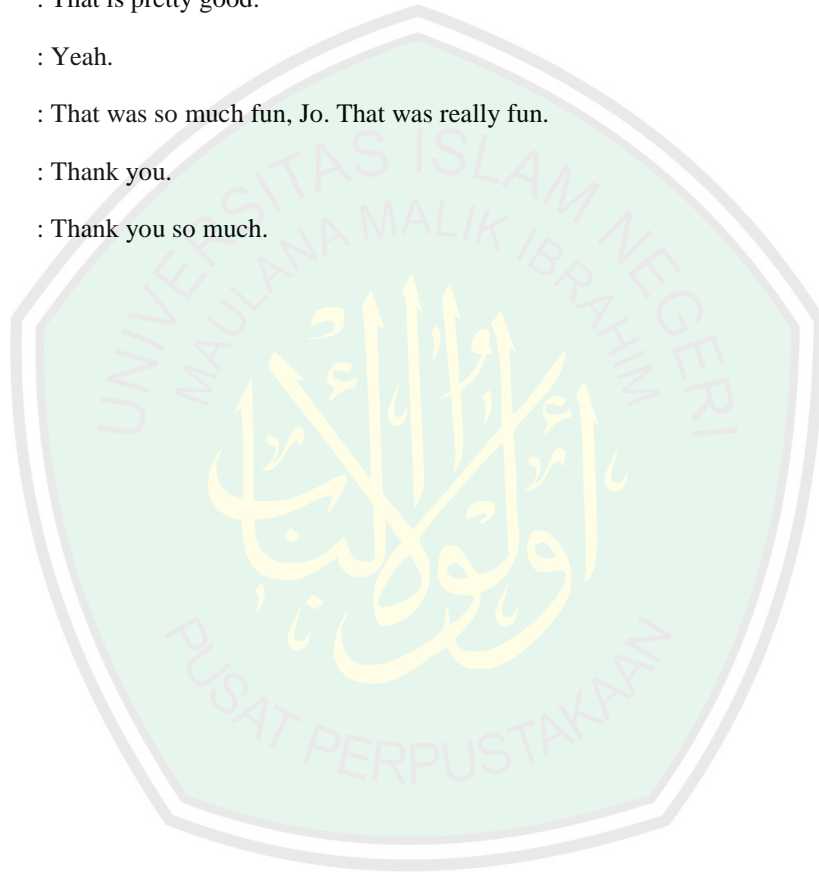 : That is pretty good.
: Yeah.
: That was so much fun, Jo. That was really fun.
: Thank you.
: Thank you so much.
UNIVERSITAS ISLAM NEGERI
MAULANA MALIK IBRAHIM
أولوا الألباب
PUSAT PERPUSTAKAAN